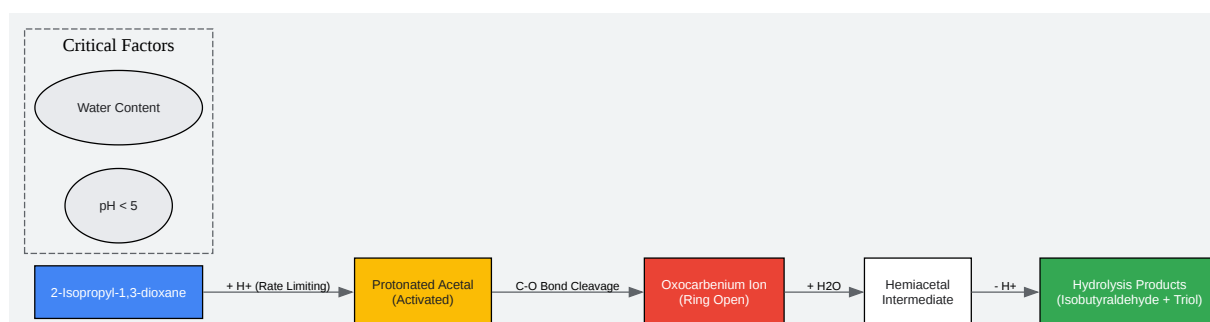 Critical Factors
Water Content
pH < 5
2-Isopropyl-1,3-dioxane
+ H+ (Rate Limiting)
Protonated Acetal
(Activated)
C-O Bond Cleavage
Oxocarbenium Ion
(Ring Open)
+ H2O
Hemiacetal
Intermediate
- H+
Hydrolysis Products
(Isobutyraldehyde + Triol)